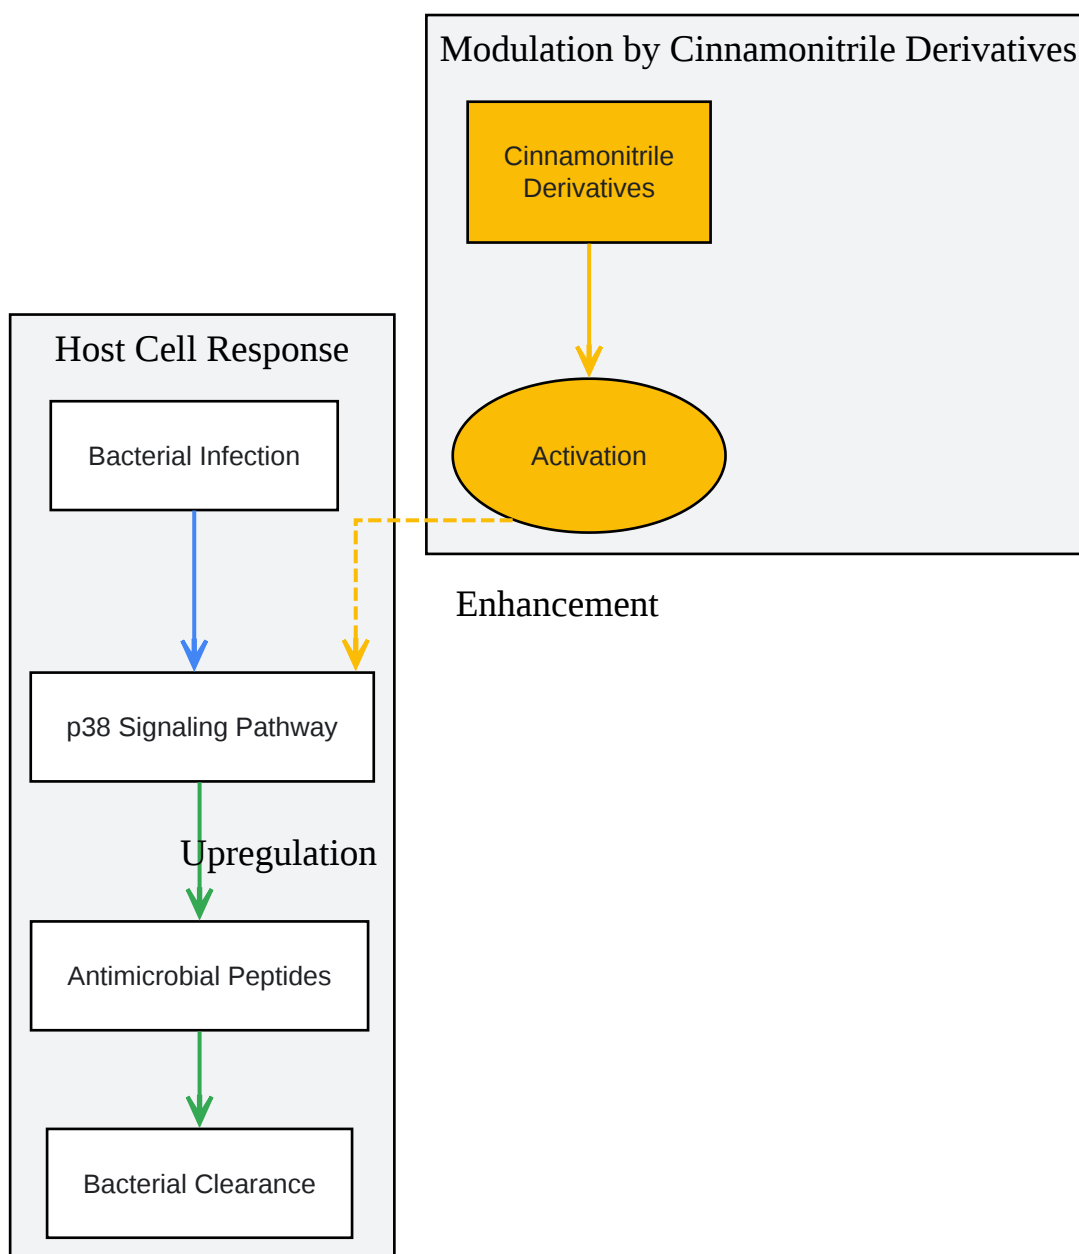 Modulation by Cinnamonitrile Derivatives
Cinnamonitrile
Derivatives
Activation
Enhancement
Host Cell Response
Bacterial Infection
p38 Signaling Pathway
Upregulation
Antimicrobial Peptides
Bacterial Clearance